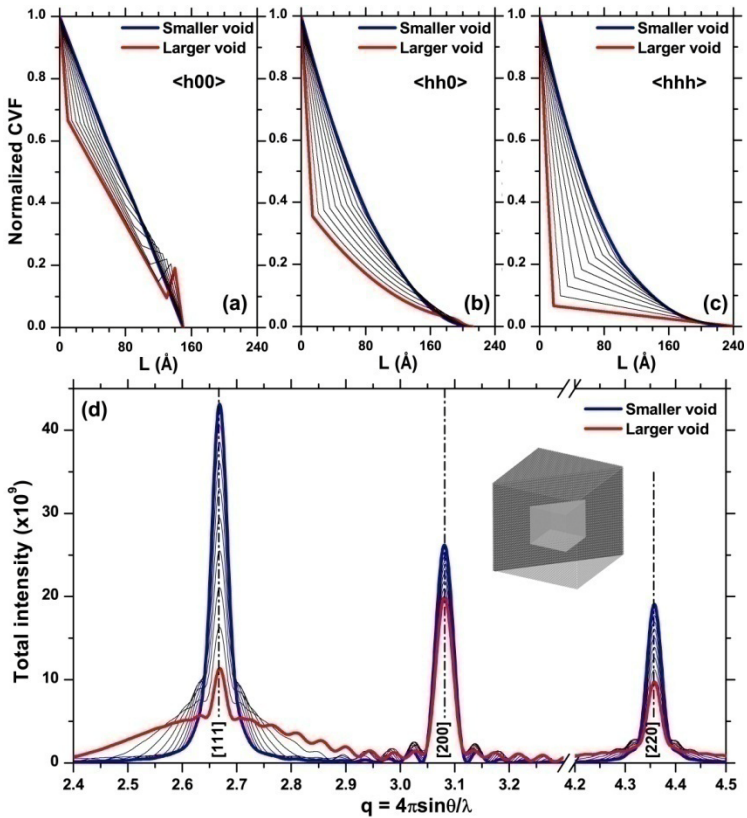 Smaller void
Larger void
<h00>
(a)
Normalized CVF
1.0
0.8
0.6
0.4
0.2
0.0
0 80 160 240
L (Å)
Smaller void
Larger void
<hh0>
(b)
1.0
0.8
0.6
0.4
0.2
0.0
0 80 160 240
L (Å)
Smaller void
Larger void
<hhh>
(c)
1.0
0.8
0.6
0.4
0.2
0.0
0 80 160 240
L (Å)
(d)
Smaller void
Larger void
Total intensity (x10⁹)
40
30
20
10
0
[111]
[200]
[220]
2.4 2.5 2.6 2.7 2.8 2.9 3.0 3.1 3.2 4.2 4.3 4.4 4.5
q = 4πsinθ/λ